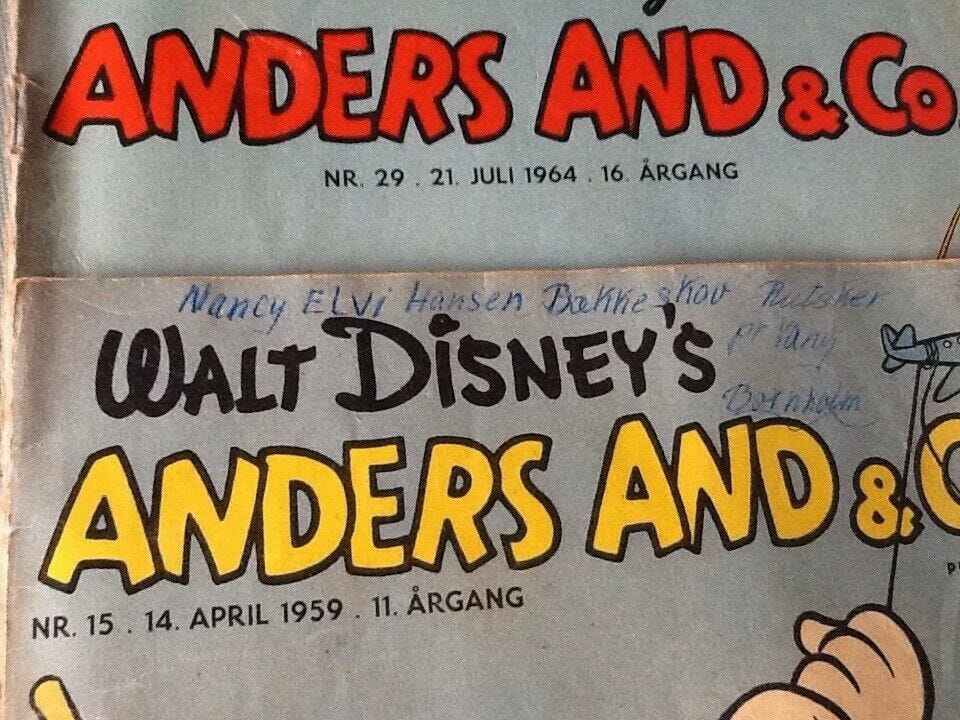 ANDERS AND & Co.
NR. 29 . 21. JULI 1964 . 16. ÅRGANG
Nancy ELVi Hansen Bakkeskov Rutsker
pr Vang
Bornholm
WALT DISNEY'S
ANDERS AND &
NR. 15 . 14. APRIL 1959 . 11. ÅRGANG